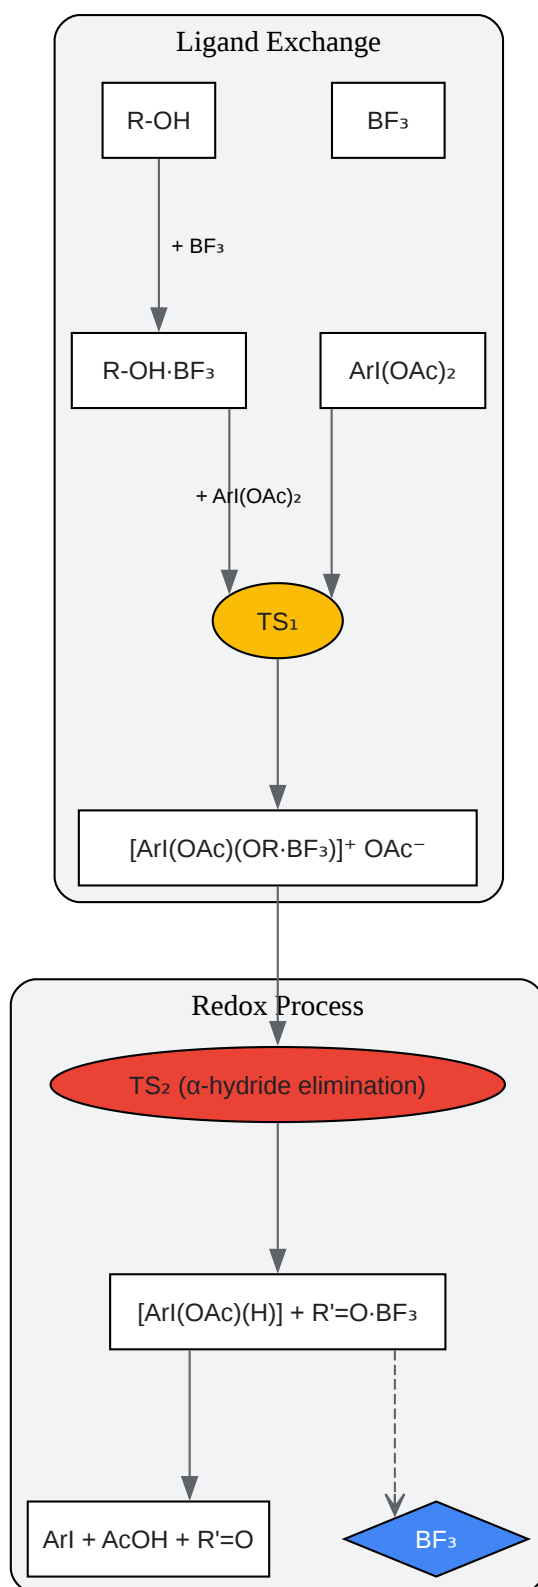 Ligand Exchange
R-OH
BF₃
+ BF₃
R-OH·BF₃
ArI(OAc)₂
+ ArI(OAc)₂
TS₁
[ArI(OAc)(OR·BF₃)]⁺ OAc⁻
Redox Process
TS₂ (α-hydride elimination)
[ArI(OAc)(H)] + R'=O·BF₃
ArI + AcOH + R'=O
BF₃